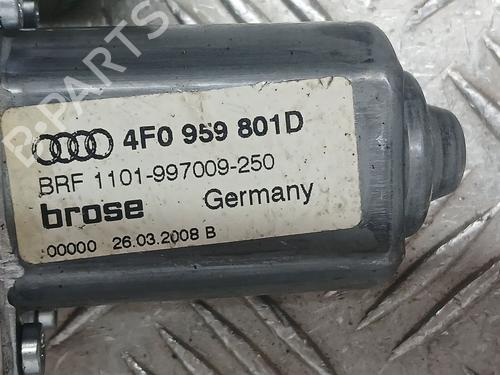 B-PARTS
4F0 959 801D
BRF 1101-997009-250
brose Germany
00000 26.03.2008 B